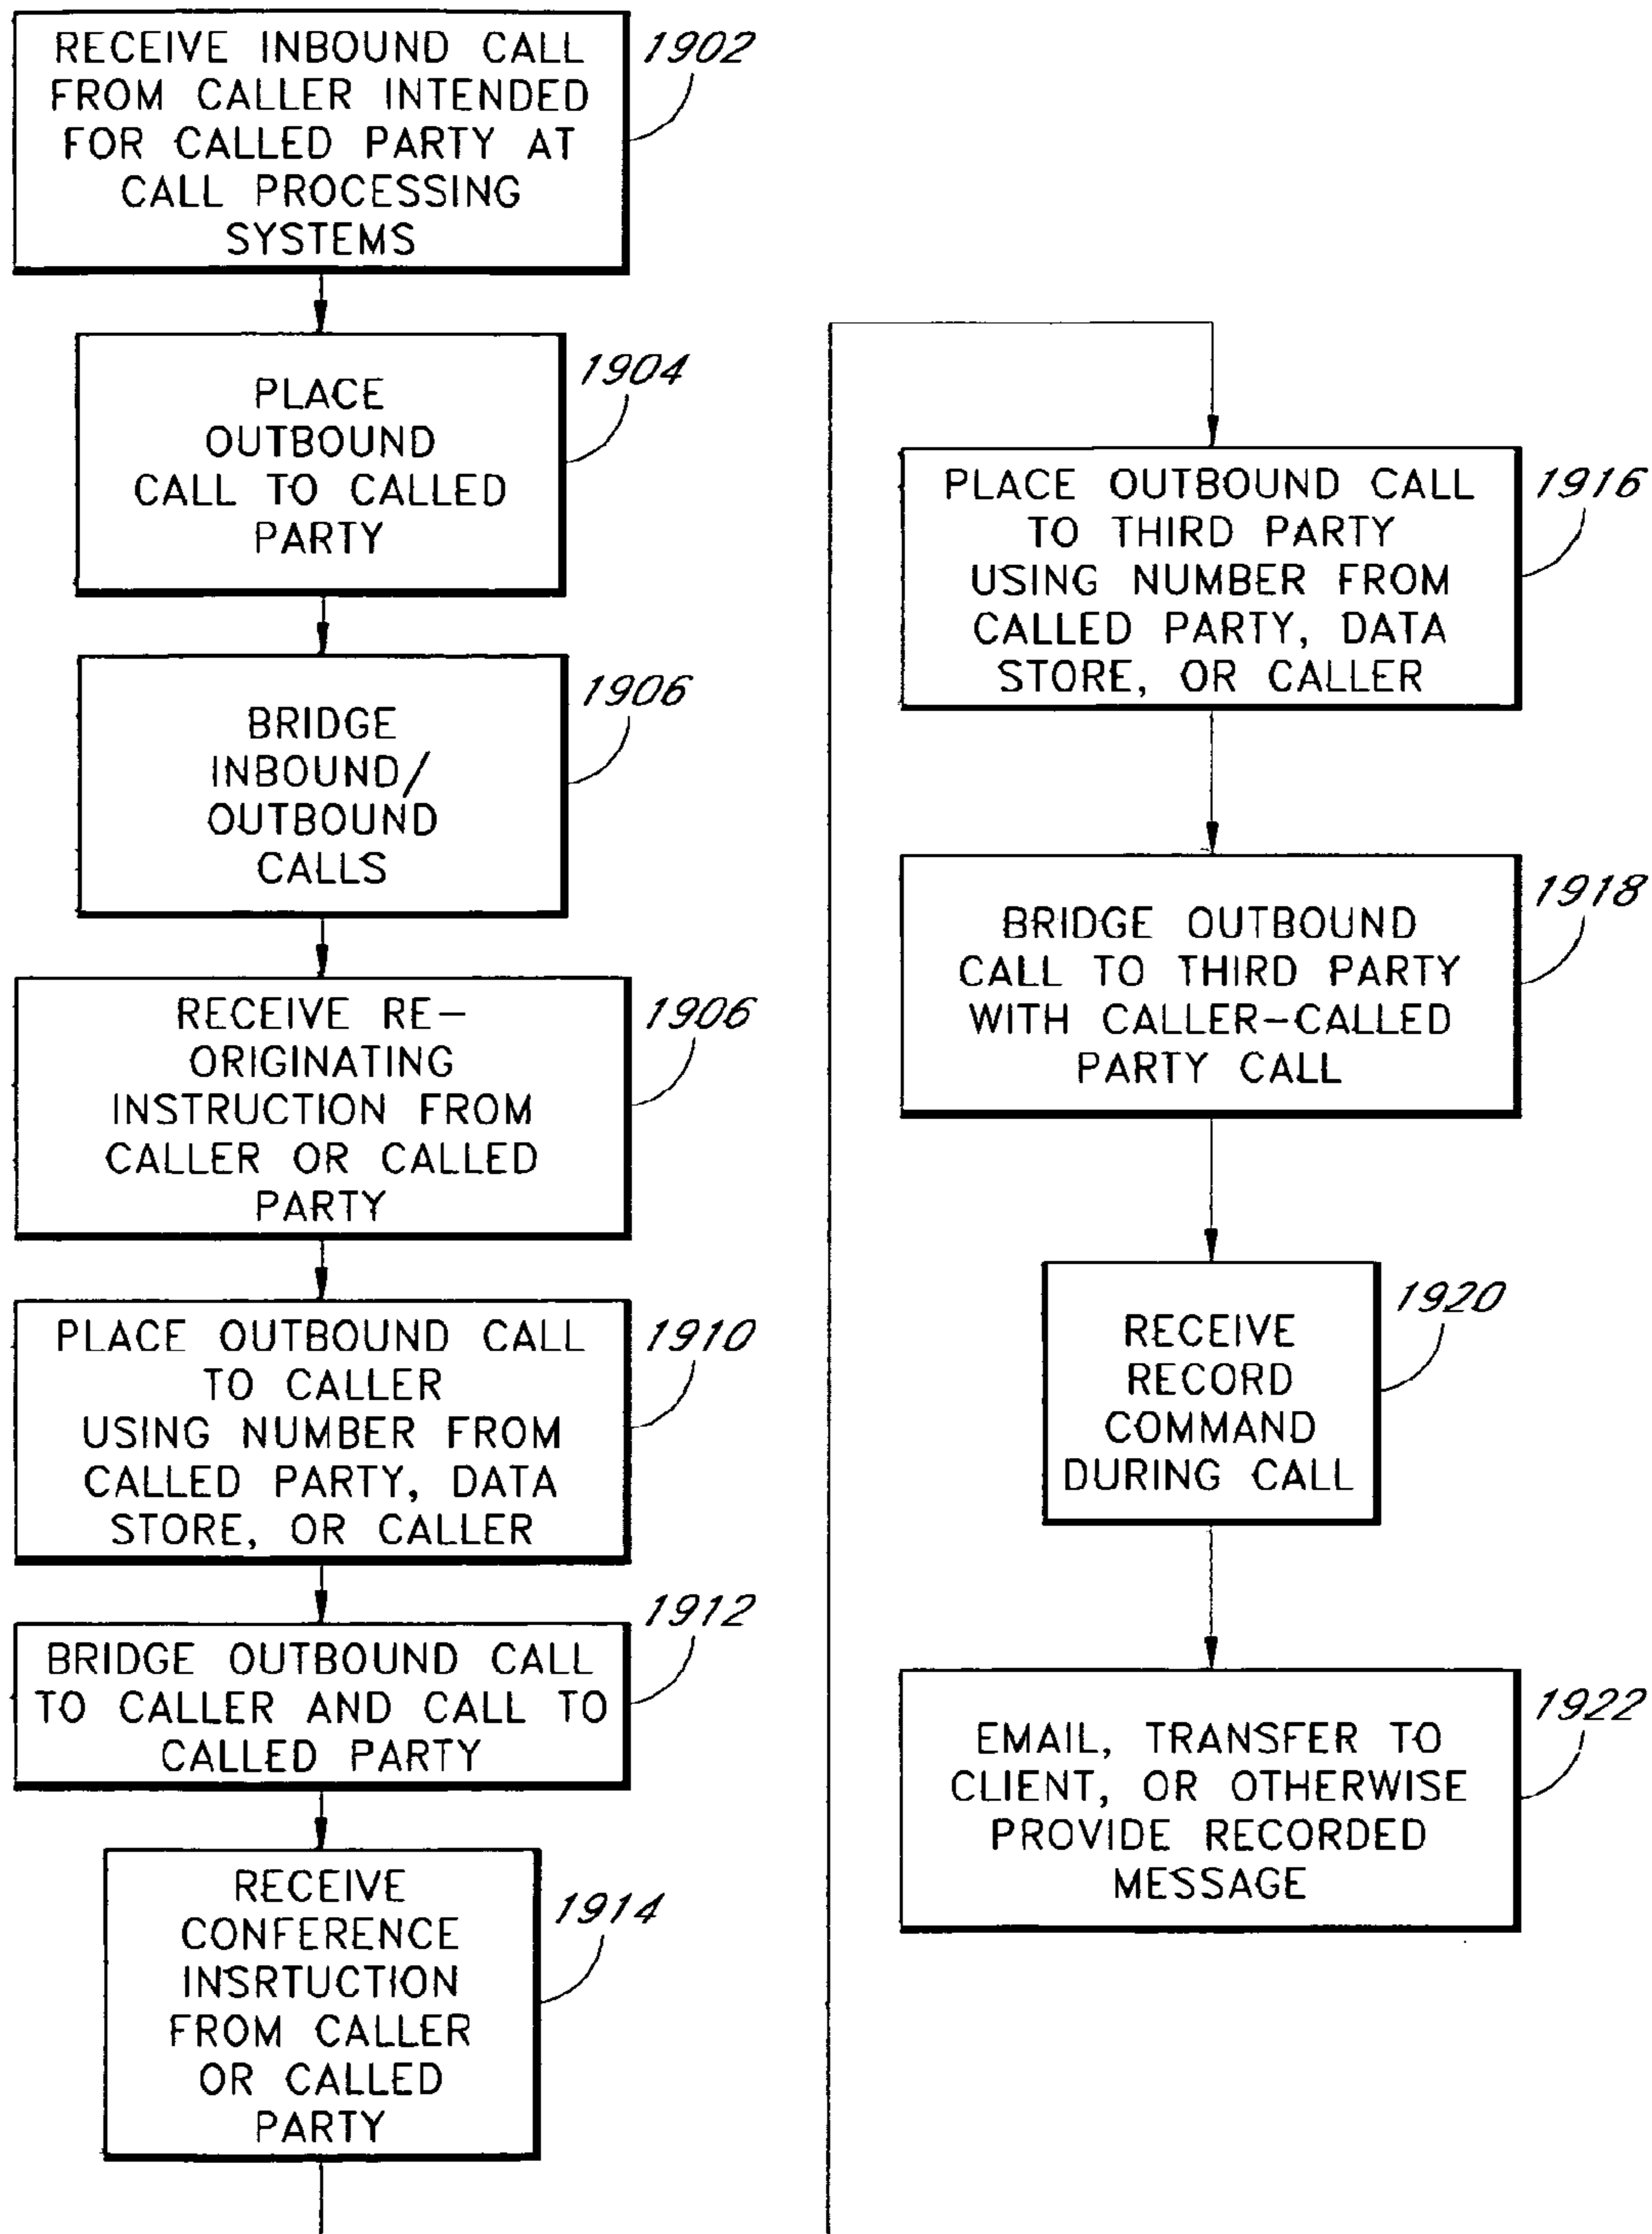 RECEIVE INBOUND CALL
FROM CALLER INTENDED
FOR CALLED PARTY AT
CALL PROCESSING
SYSTEMS
1902
PLACE
OUTBOUND
CALL TO CALLED
PARTY
1904
BRIDGE
INBOUND/
OUTBOUND
CALLS
1906
RECEIVE RE-
ORIGINATING
INSTRUCTION FROM
CALLER OR CALLED
PARTY
1906
PLACE OUTBOUND CALL
TO CALLER
USING NUMBER FROM
CALLED PARTY, DATA
STORE, OR CALLER
1910
BRIDGE OUTBOUND CALL
TO CALLER AND CALL TO
CALLED PARTY
1912
RECEIVE
CONFERENCE
INSRTUCTION
FROM CALLER
OR CALLED
PARTY
1914
PLACE OUTBOUND CALL
TO THIRD PARTY
USING NUMBER FROM
CALLED PARTY, DATA
STORE, OR CALLER
1916
BRIDGE OUTBOUND
CALL TO THIRD PARTY
WITH CALLER-CALLED
PARTY CALL
1918
RECEIVE
RECORD
COMMAND
DURING CALL
1920
EMAIL, TRANSFER TO
CLIENT, OR OTHERWISE
PROVIDE RECORDED
MESSAGE
1922